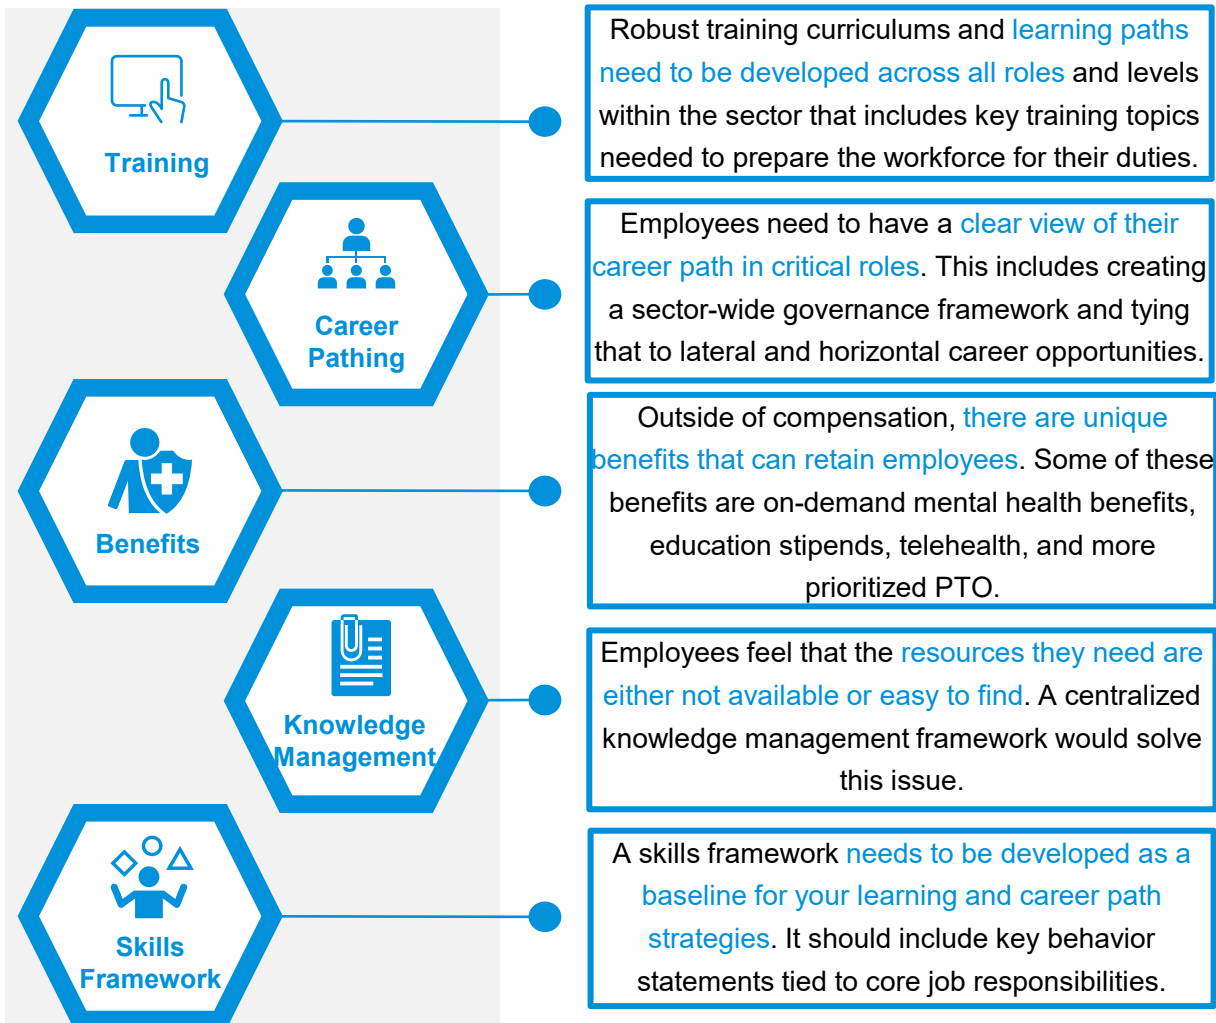 Training
Robust training curriculums and learning paths
need to be developed across all roles and levels
within the sector that includes key training topics
needed to prepare the workforce for their duties.
Career
Pathing
Employees need to have a clear view of their
career path in critical roles. This includes creating
a sector-wide governance framework and tying
that to lateral and horizontal career opportunities.
Benefits
Outside of compensation, there are unique
benefits that can retain employees. Some of these
benefits are on-demand mental health benefits,
education stipends, telehealth, and more
prioritized PTO.
Knowledge
Management
Employees feel that the resources they need are
either not available or easy to find. A centralized
knowledge management framework would solve
this issue.
Skills
Framework
A skills framework needs to be developed as a
baseline for your learning and career path
strategies. It should include key behavior
statements tied to core job responsibilities.